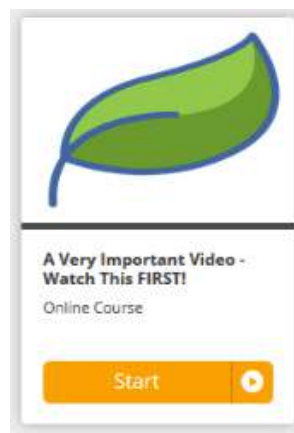 A Very Important Video -
Watch This FIRST!
Online Course
Start